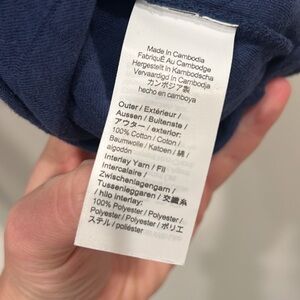 Made in Cambodia
FabriquÉ Au Cambodge
Hergestellt in Kambodscha
Vervaardigd in Cambodja
カンボジア製
hecho en camboya
Outer / Extérieur /
Aussen / Buitenste /
アウター / exterior:
100% Cotton / Coton /
Baumwolle / Katoen / 綿 /
algodón
Interlay Yarn / Fil
Intercalaire /
Zwischenlagengarn /
Tussenleggaren / 交織糸
/ hilo interlay:
100% Polyester / Polyester /
Polyester / Polyester / ポリエ
ステル / poliéster